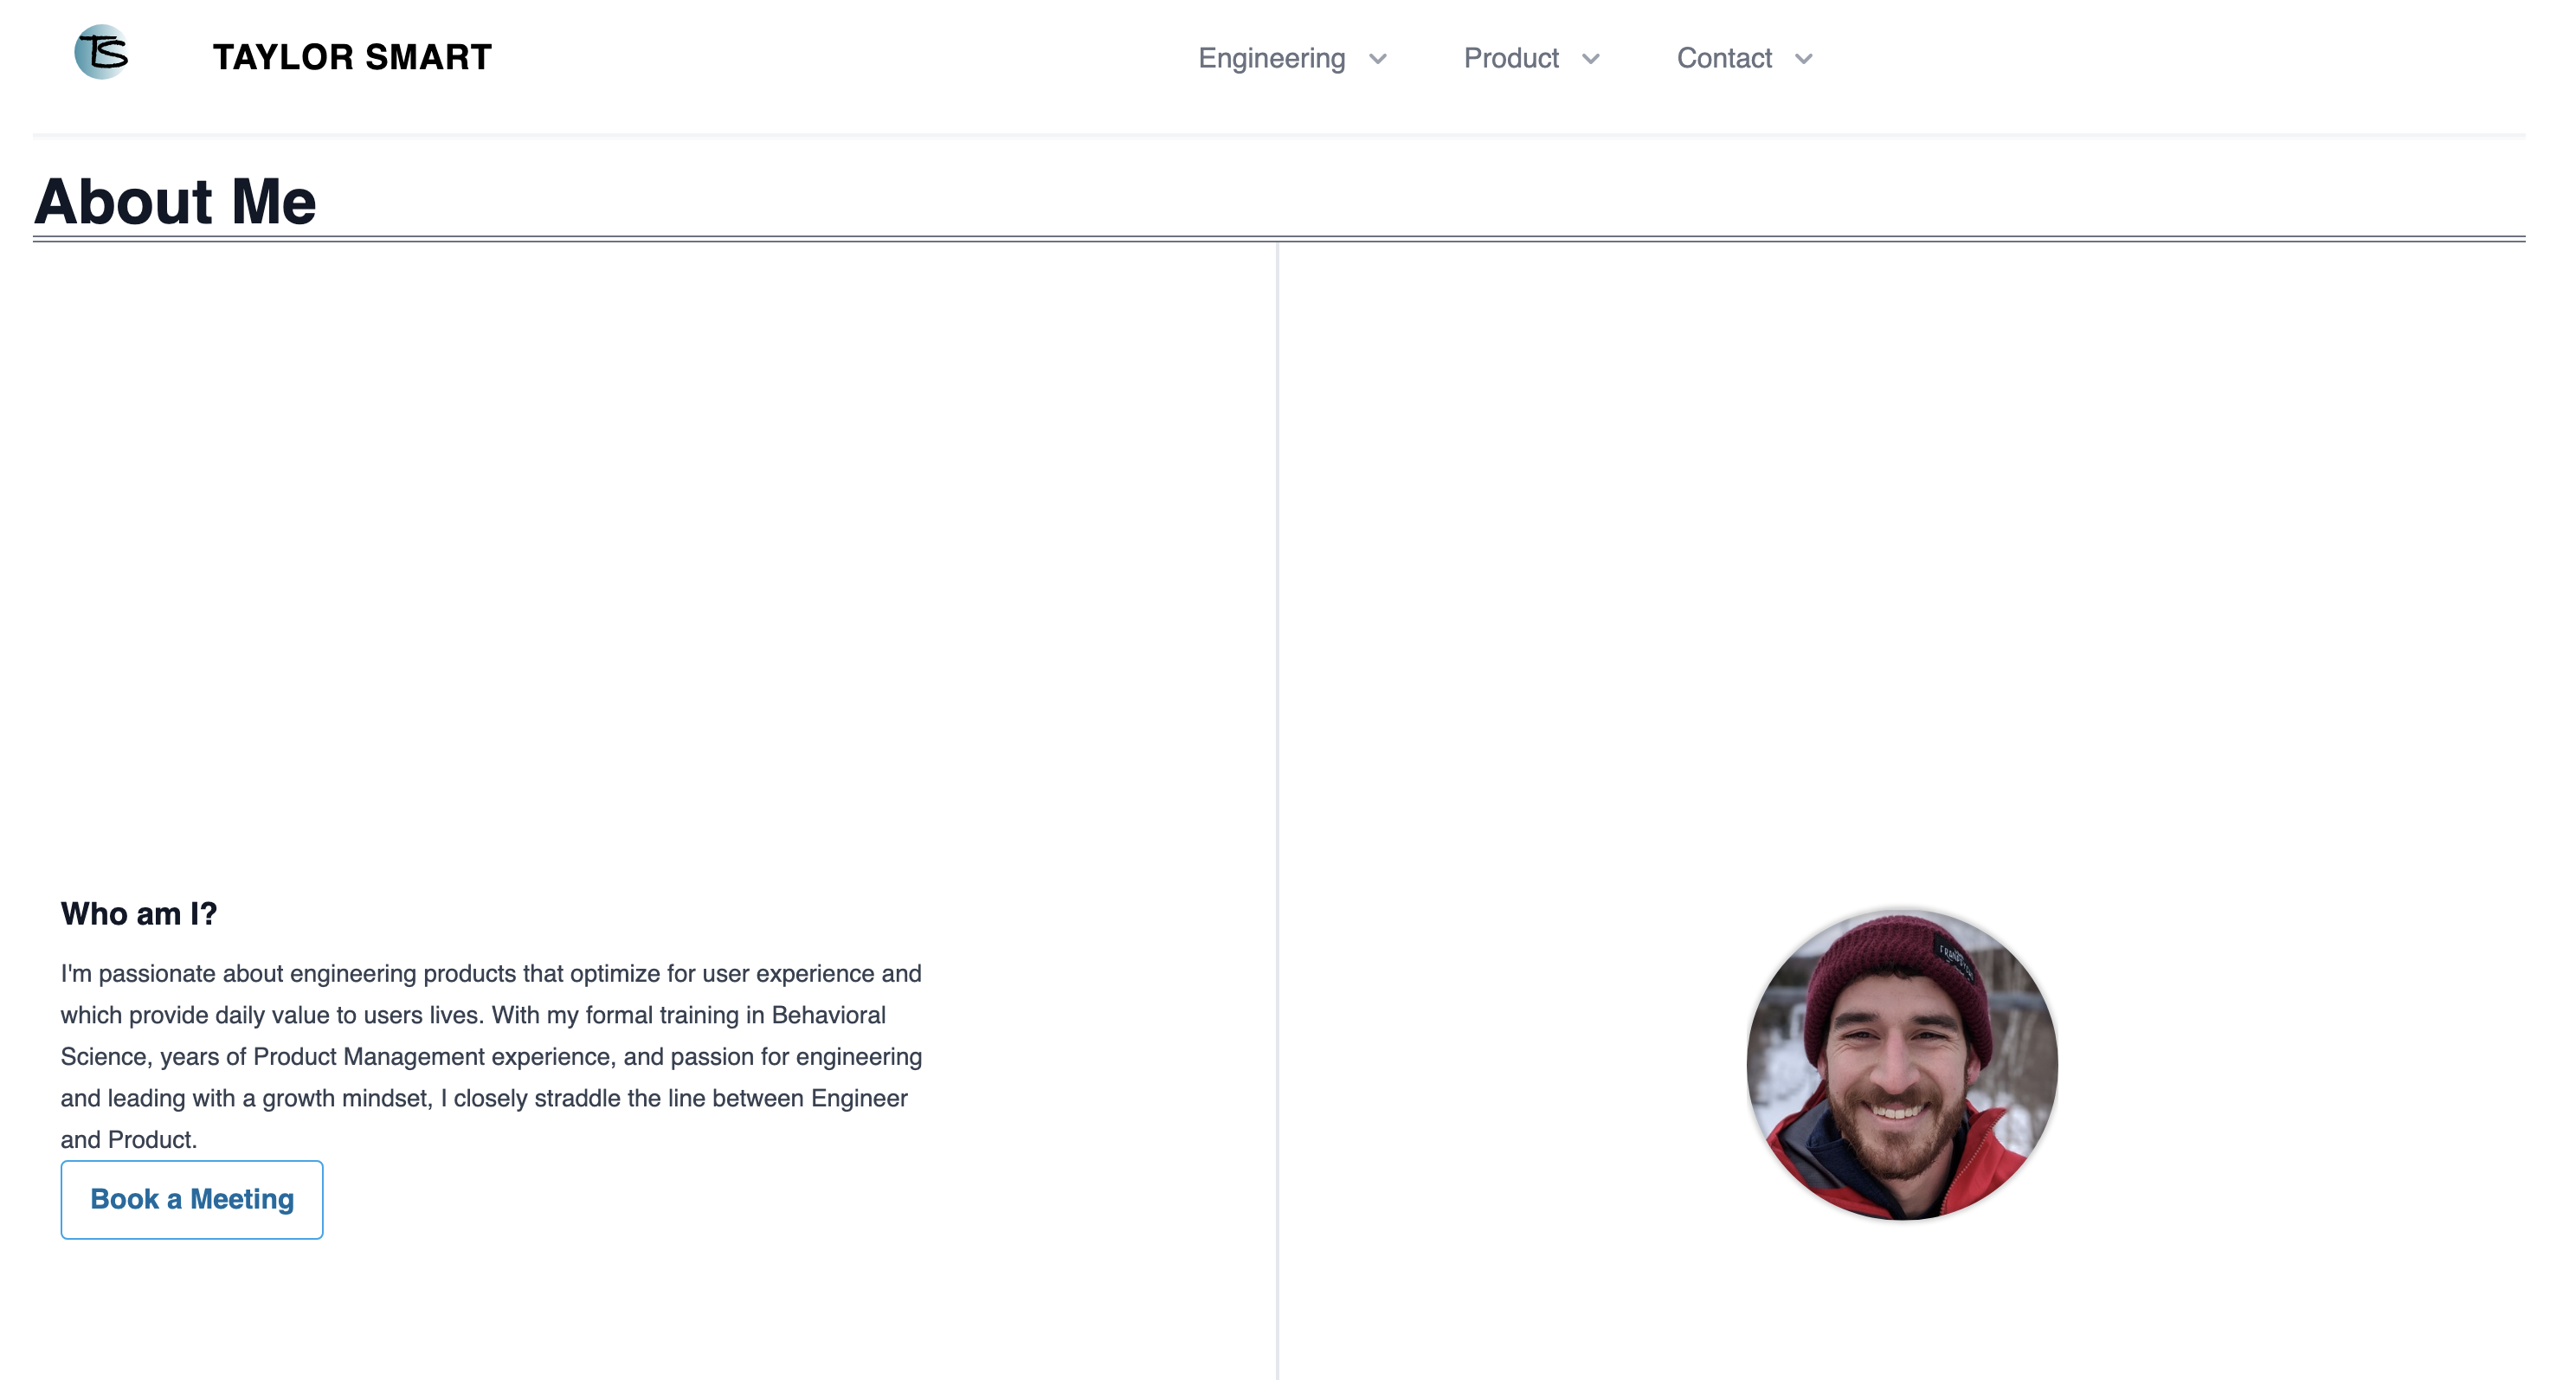 TS
TAYLOR SMART
Engineering
Product
Contact
About Me
Who am I?
I'm passionate about engineering products that optimize for user experience and
which provide daily value to users lives. With my formal training in Behavioral
Science, years of Product Management experience, and passion for engineering
and leading with a growth mindset, I closely straddle the line between Engineer
and Product.
Book a Meeting